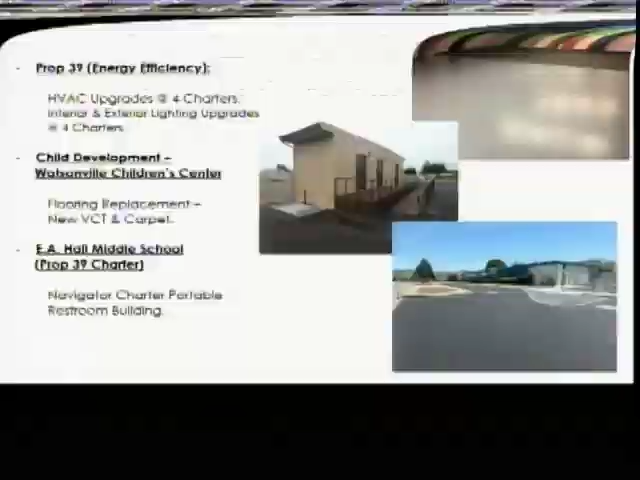 - Prop 39 (Energy Efficiency):
HVAC Upgrades @ 4 Charters.
Interior & Exterior Lighting Upgrades
@ 4 Charters
- Child Development –
Watsonville Children's Center
Flooring Replacement –
New VCT & Carpet.
- E.A. Hall Middle School
(Prop 39 Charter)
Navigator Charter Portable
Restroom Building.